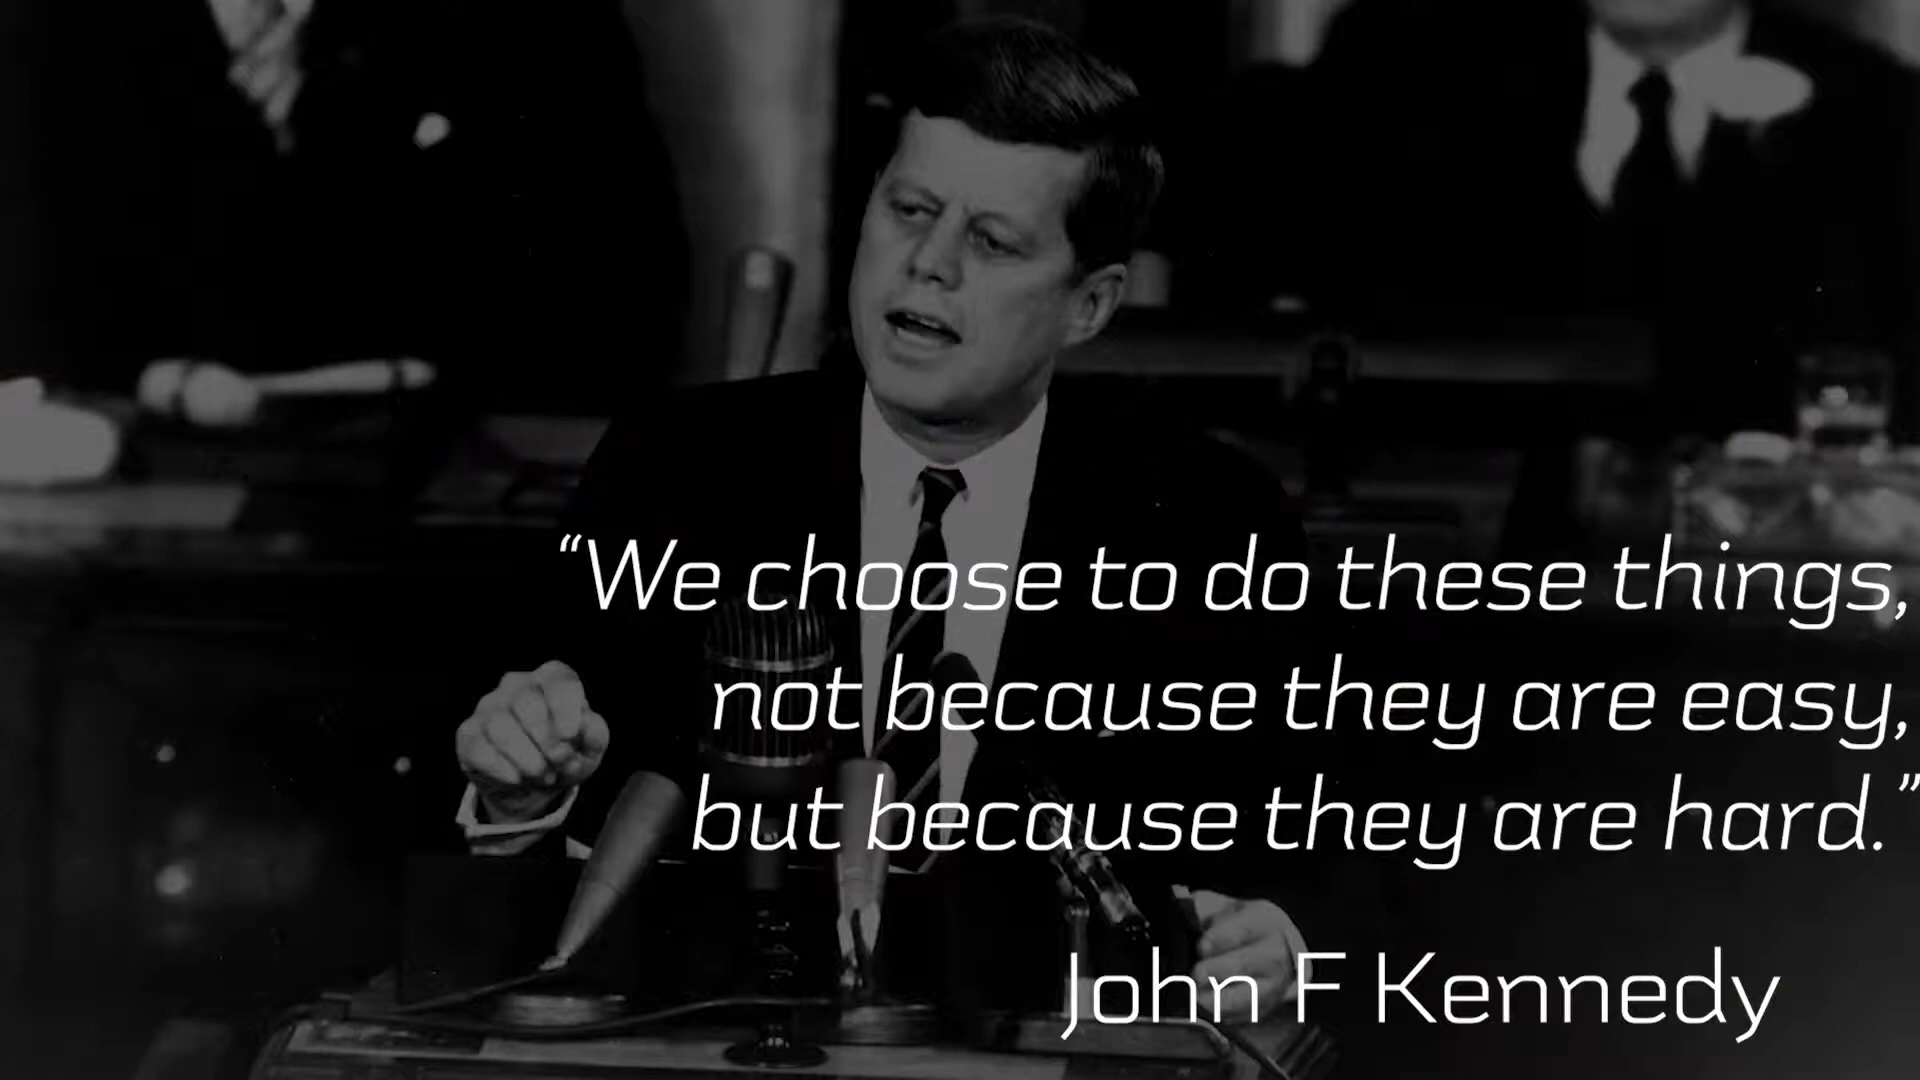 “We choose to do these things,
not because they are easy,
but because they are hard.”
John F Kennedy